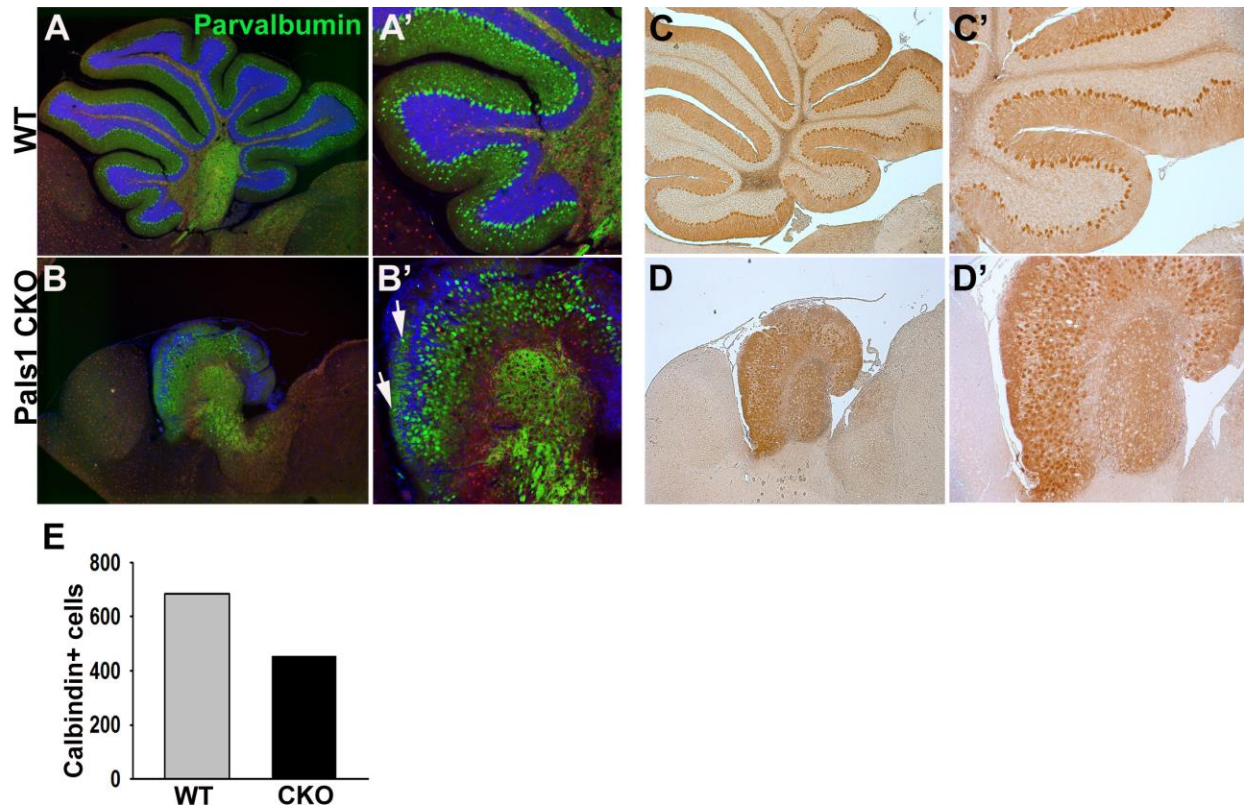 A
Parvalbumin
A'
C
C'
WT
B
B'
D
D'
Pals1 CKO
E
800
600
400
200
0
Calbindin+ cells
WT
CKO